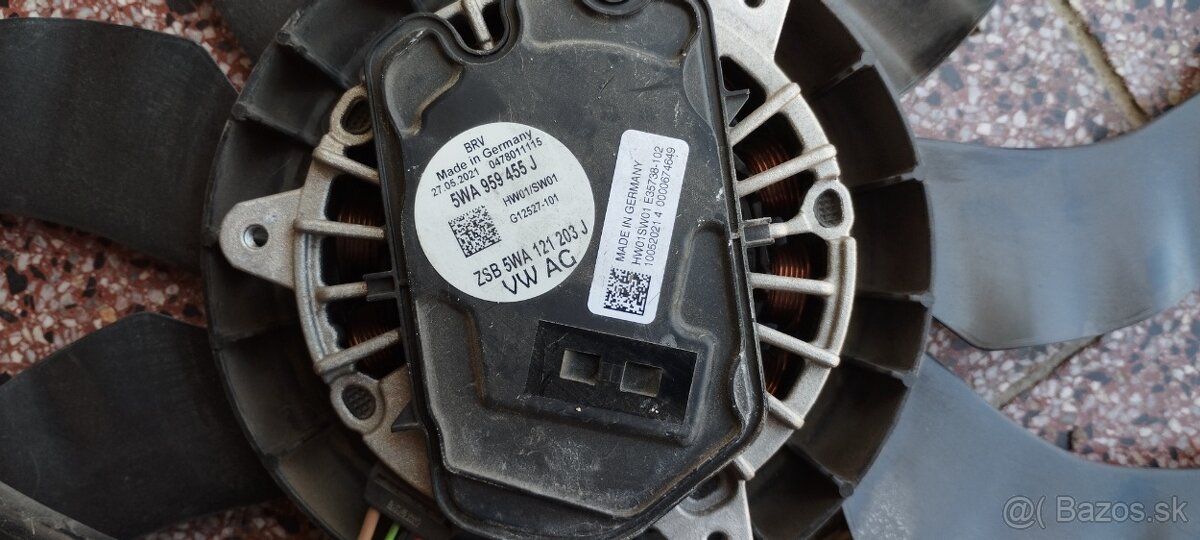 BRV
Made in Germany
27.05.2021 0478011115
5WA 959 455 J
HW01/SW01
G12527-101
ZSB 5WA 121 203 J
VW AG
MADE IN GERMANY
HW01SW01 E35738-102
10052021 4 0000674649
@( Bazos.sk